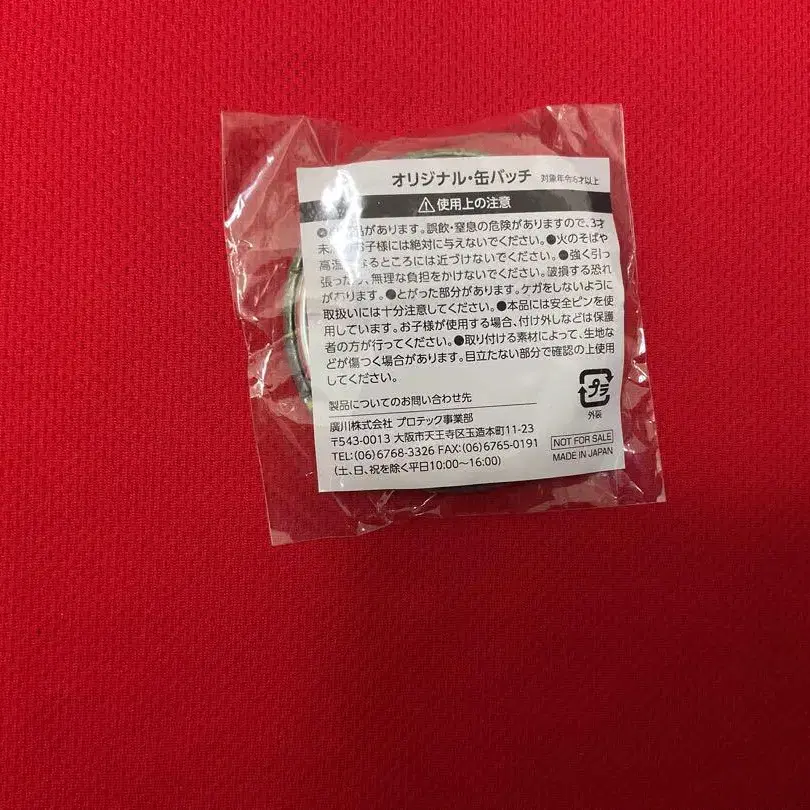 オリジナル・缶バッチ 対象年令6才以上
⚠使用上の注意
品があります。誤飲・窒息の危険がありますので、3才
未 お子様には絶対に与えないでください。●火のそばや
高温 なるところには近づけないでください。●強く引っ
張ったり、無理な負担をかけないでください。破損する恐れ
があります。●とがった部分があります。ケガをしないように
取扱いには十分注意してください。●本品には安全ピンを使
用しています。お子様が使用する場合、付け外しなどは保護
者の方が行ってください。●取り付ける素材によって、生地な
どが傷つく場合があります。目立たない部分で確認の上使用
してください。
プラ
外装
製品についてのお問い合わせ先
廣川株式会社 プロテック事業部
〒543-0013 大阪市天王寺区玉造本町11-23
TEL:(06)6768-3326 FAX:(06)6765-0191
(土、日、祝を除く平日10:00〜16:00)
NOT FOR SALE
MADE IN JAPAN